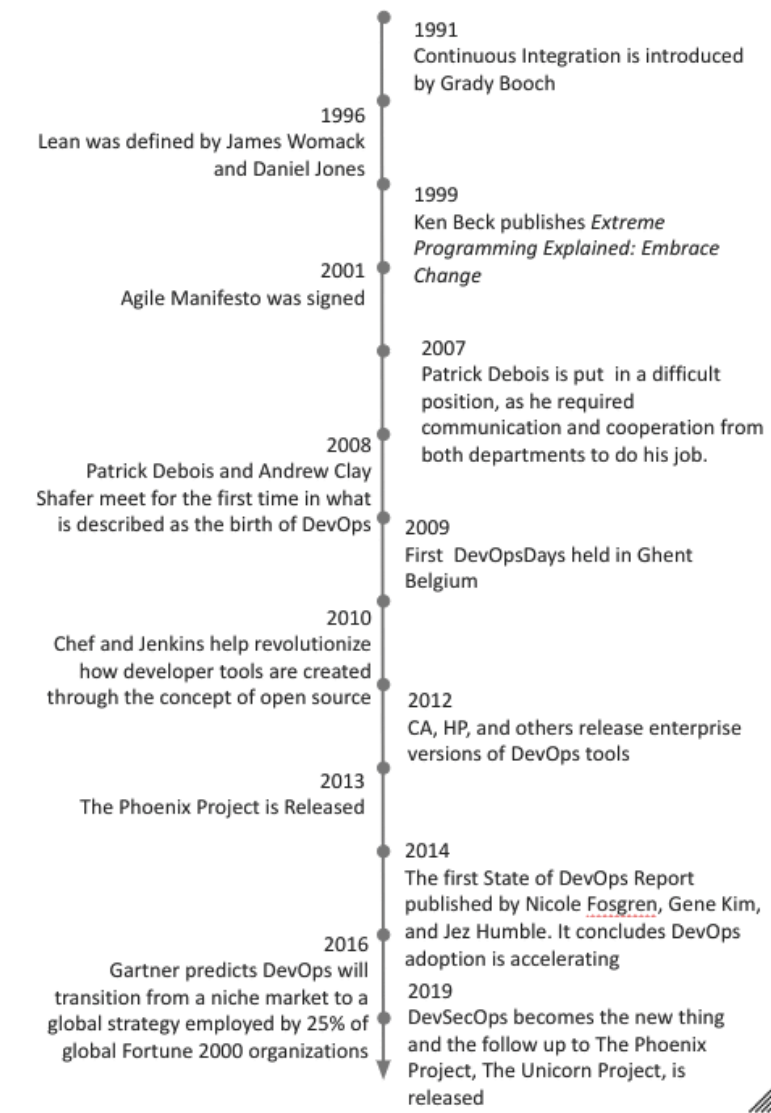 1991
Continuous Integration is introduced
by Grady Booch
1996
Lean was defined by James Womack
and Daniel Jones
1999
Ken Beck publishes Extreme
Programming Explained: Embrace
Change
2001
Agile Manifesto was signed
2007
Patrick Debois is put  in a difficult
position, as he required
communication and cooperation from
both departments to do his job.
2008
Patrick Debois and Andrew Clay
Shafer meet for the first time in what
is described as the birth of DevOps
2009
First  DevOpsDays held in Ghent
Belgium
2010
Chef and Jenkins help revolutionize
how developer tools are created
through the concept of open source
2012
CA, HP, and others release enterprise
versions of DevOps tools
2013
The Phoenix Project is Released
2014
The first State of DevOps Report
published by Nicole Fosgren, Gene Kim,
and Jez Humble. It concludes DevOps
adoption is accelerating
2016
Gartner predicts DevOps will
transition from a niche market to a
global strategy employed by 25% of
global Fortune 2000 organizations
2019
DevSecOps becomes the new thing
and the follow up to The Phoenix
Project, The Unicorn Project, is
released